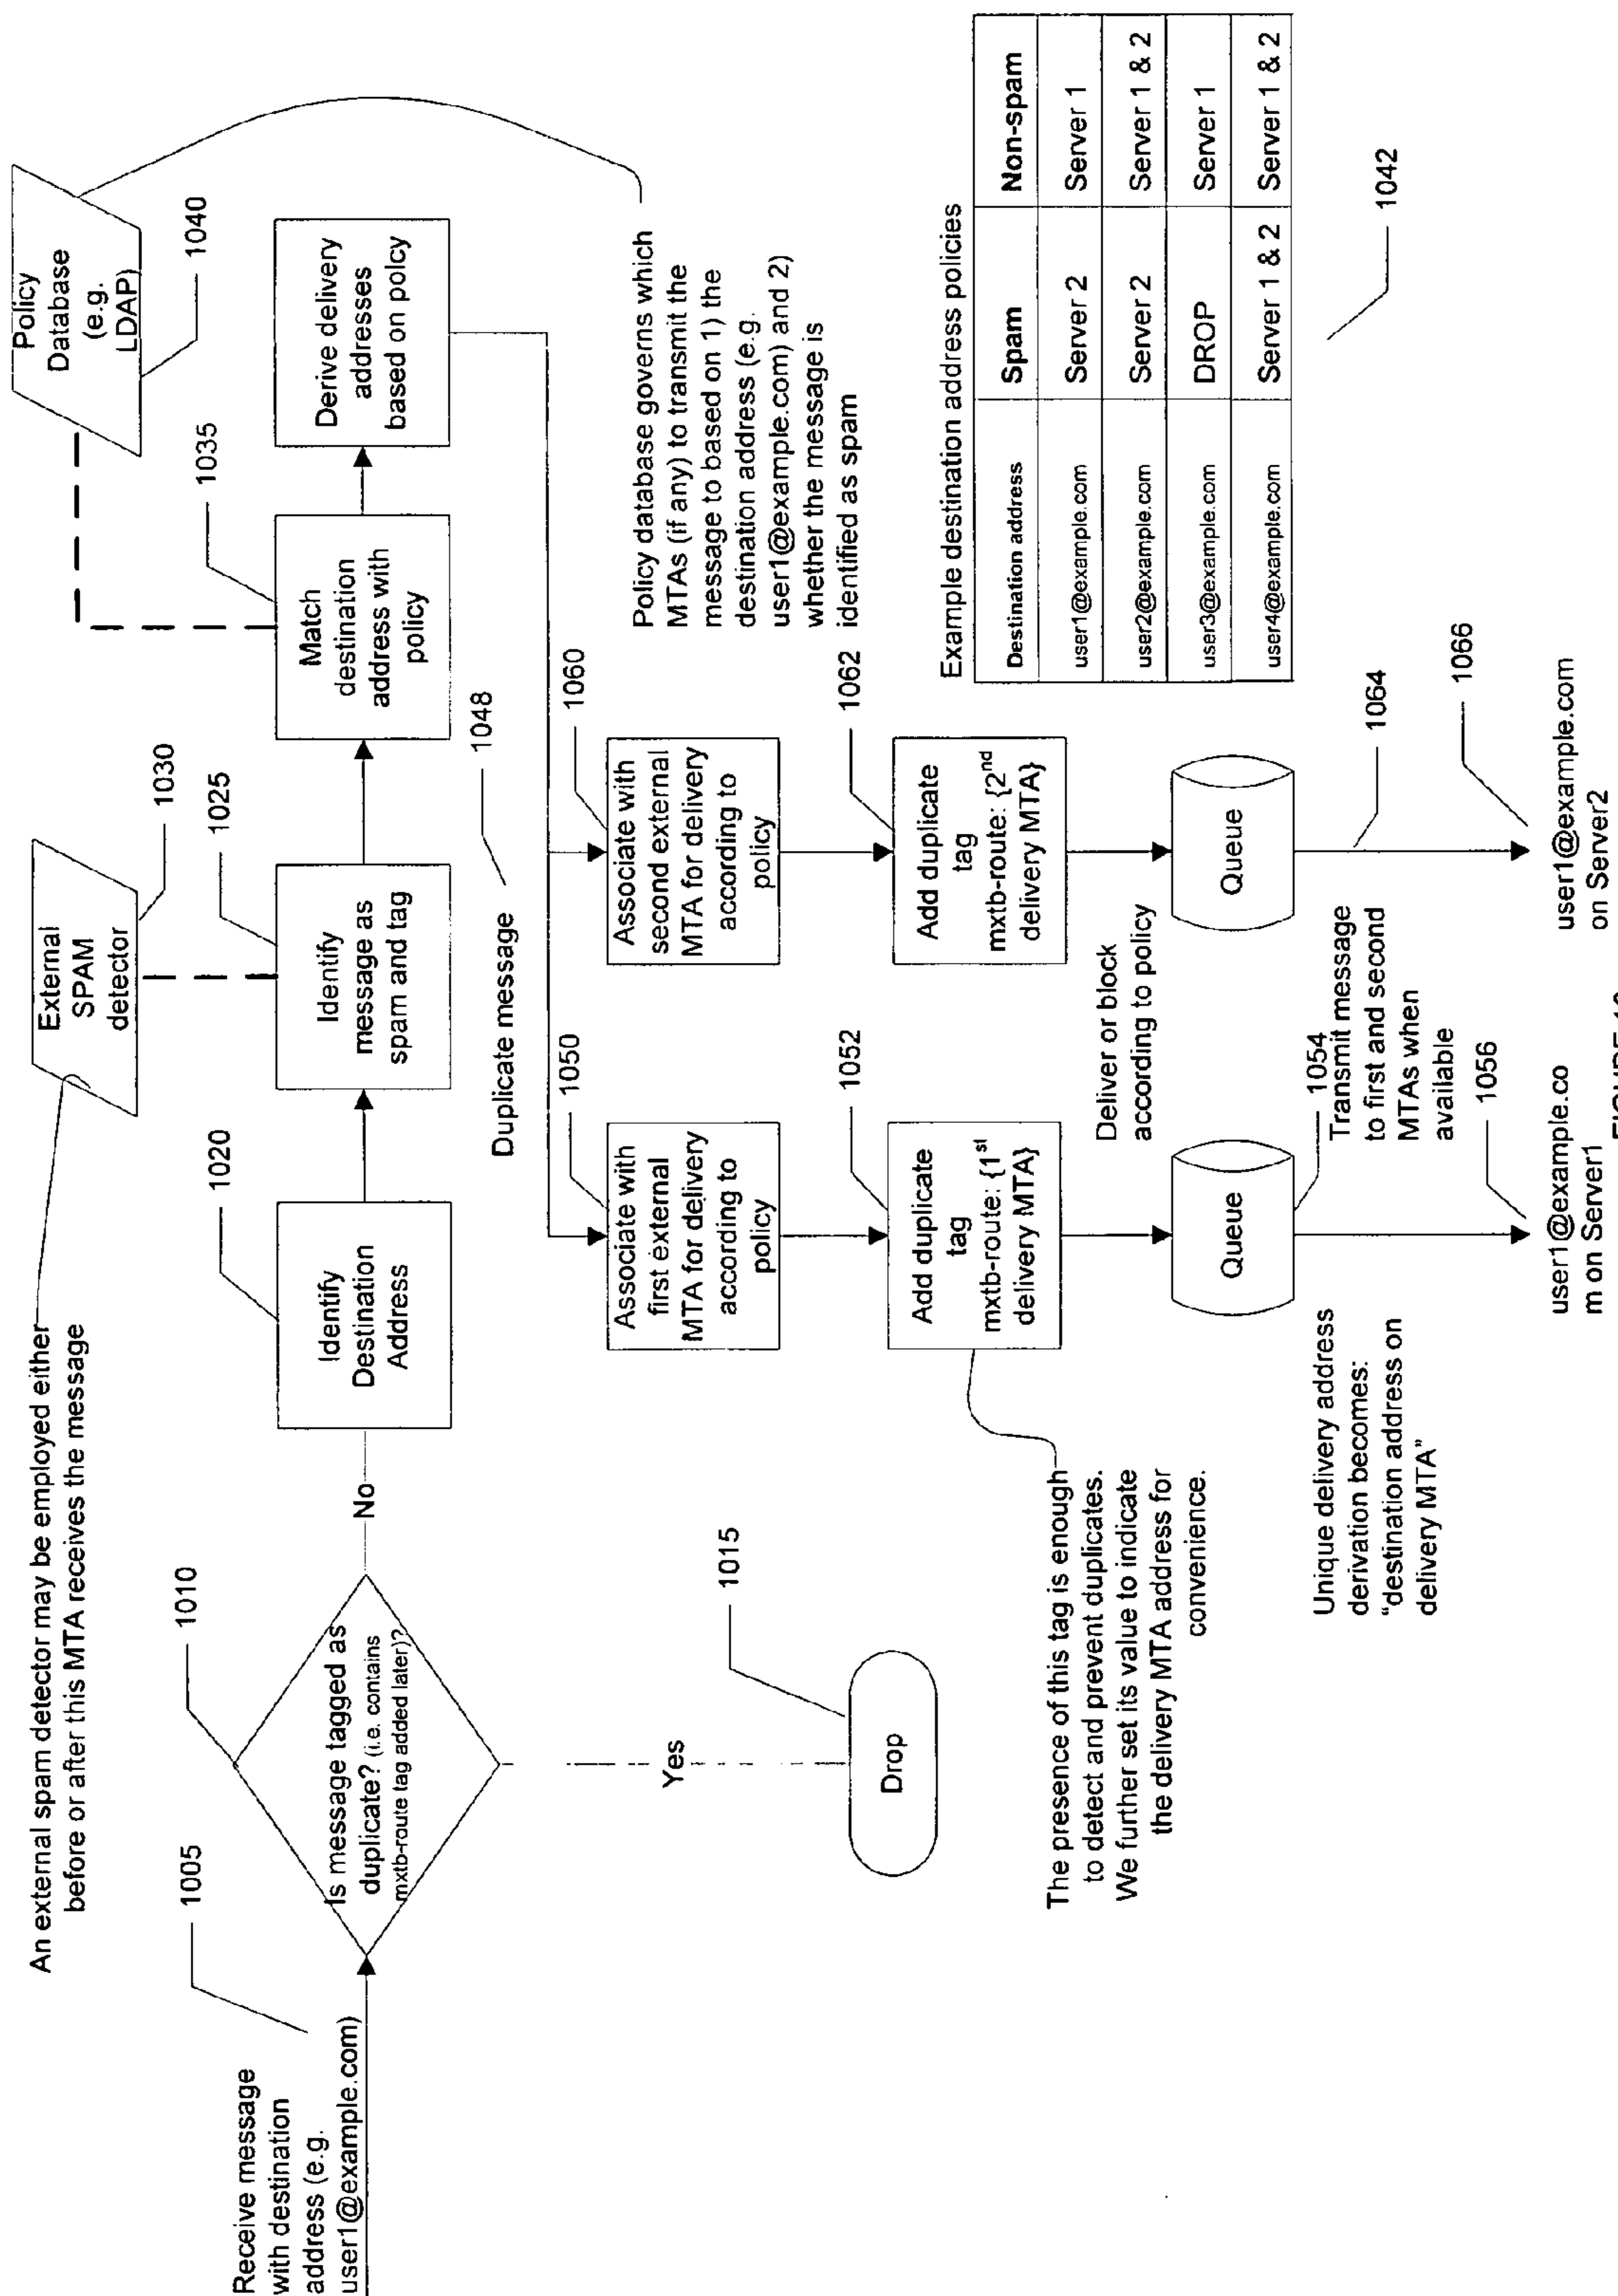 An external spam detector may be employed either
before or after this MTA receives the message
External
SPAM
detector
1030
Policy
Database
(e.g.
LDAP)
1040
1005
Receive message
with destination
address (e.g.
user1@example.com)
1010
Is message tagged as
duplicate? (i.e. contains
mxtb-route tag added later)?
No
Yes
1015
Drop
1020
Identify
Destination
Address
1025
Identify
message as
spam and tag
1035
Match
destination
address with
policy
Derive delivery
addresses
based on polcy
Duplicate message
1048
1050
Associate with
first external
MTA for delivery
according to
policy
1060
Associate with
second external
MTA for delivery
according to
policy
Policy database governs which
MTAs (if any) to transmit the
message to based on 1) the
destination address (e.g.
user1@example.com) and 2)
whether the message is
identified as spam
1052
Add duplicate
tag
mxtb-route: {1st
delivery MTA}
1062
Add duplicate
tag
mxtb-route: {2nd
delivery MTA}
The presence of this tag is enough
to detect and prevent duplicates.
We further set its value to indicate
the delivery MTA address for
convenience.
Deliver or block
according to policy
Queue
Queue
1054
Transmit message
to first and second
MTAs when
available
1064
Unique delivery address
derivation becomes:
“destination address on
delivery MTA”
1056
user1@example.co
m on Server1
1066
user1@example.com
on Server2
Example destination address policies
Destination address Spam Non-spam
user1@example.com Server 2 Server 1
user2@example.com Server 2 Server 1 & 2
user3@example.com DROP Server 1
user4@example.com Server 1 & 2 Server 1 & 2
1042